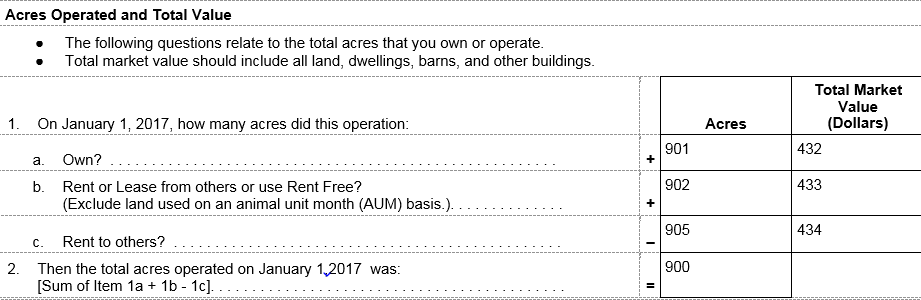 Acres Operated and Total Value
• The following questions relate to the total acres that you own or operate.
• Total market value should include all land, dwellings, barns, and other buildings.
1. On January 1, 2017, how many acres did this operation:
Acres
Total Market
Value
(Dollars)
a. Own? . . . . . . . . . . . . . . . . . . . . . . . . . . . . . . . . . . . . . . . . . . . . . . . . . . . . . .
+
901
432
b. Rent or Lease from others or use Rent Free?
(Exclude land used on an animal unit month (AUM) basis.). . . . . . . . . . . . . .
+
902
433
c. Rent to others? . . . . . . . . . . . . . . . . . . . . . . . . . . . . . . . . . . . . . . . . . . . . . .
–
905
434
2. Then the total acres operated on January 1,2017 was:
[Sum of Item 1a + 1b - 1c]. . . . . . . . . . . . . . . . . . . . . . . . . . . . . . . . . . . . . . . . . .
=
900